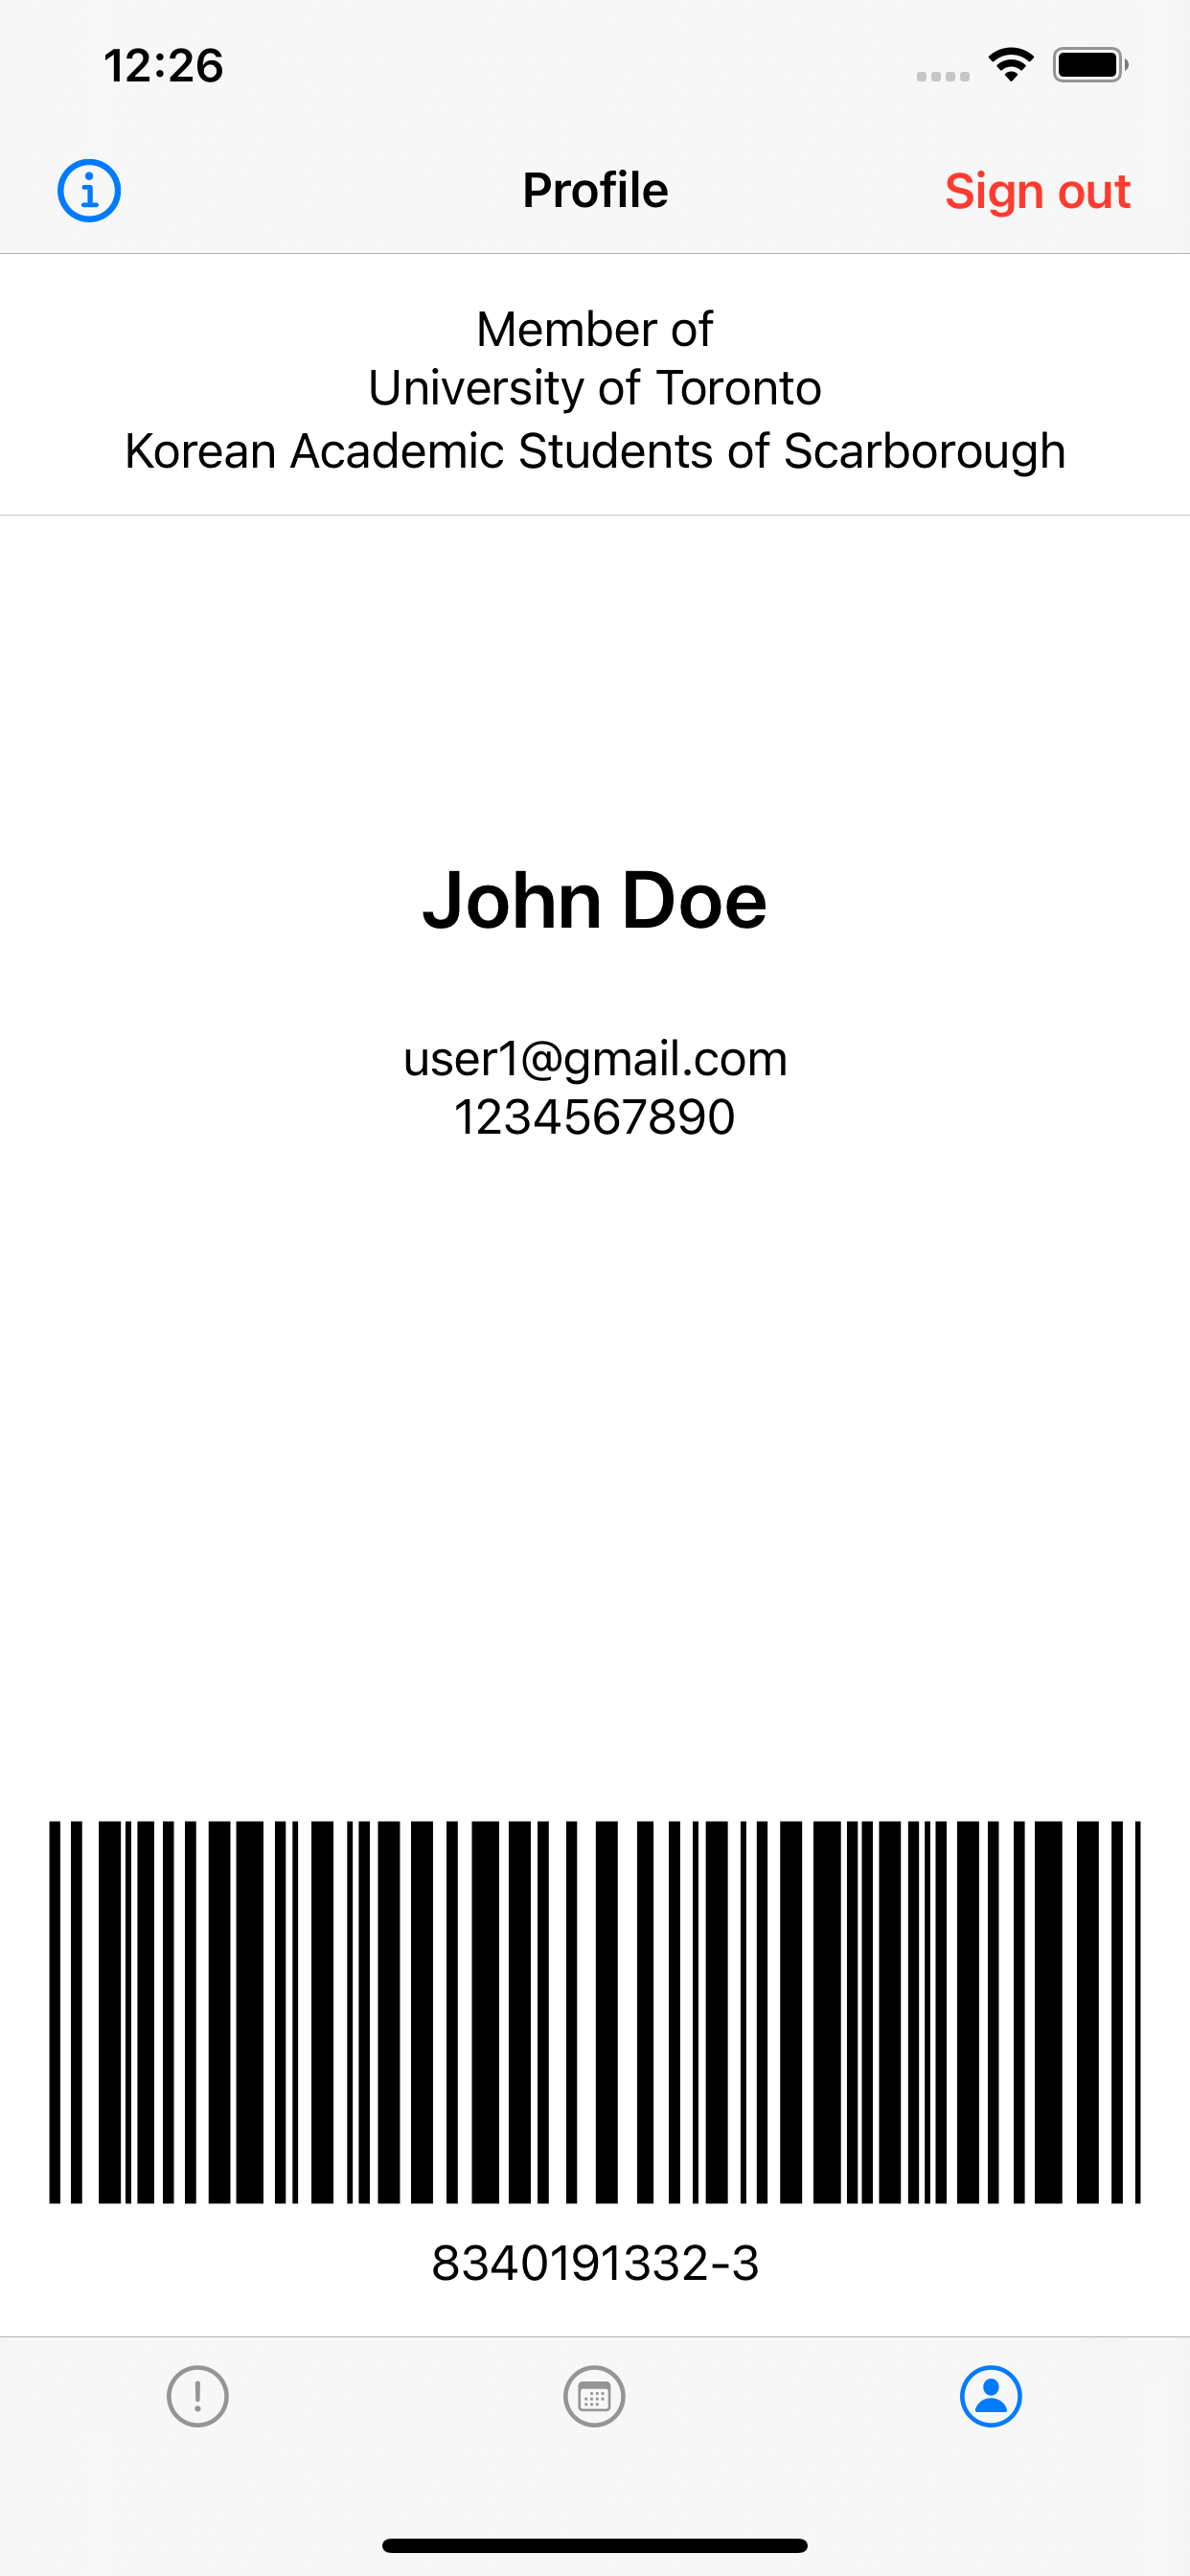 12:26
Profile
Sign out
Member of
University of Toronto
Korean Academic Students of Scarborough
John Doe
user1@gmail.com
1234567890
8340191332-3